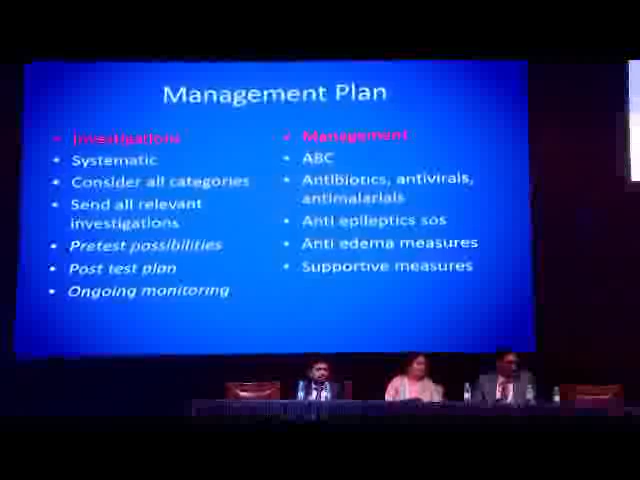 Management Plan
• Investigations
• Systematic
• Consider all categories
• Send all relevant
investigations
• Pretest possibilities
• Post test plan
• Ongoing monitoring
✓ Management
• ABC
• Antibiotics, antivirals,
antimalarials
• Anti epileptics sos
• Anti edema measures
• Supportive measures